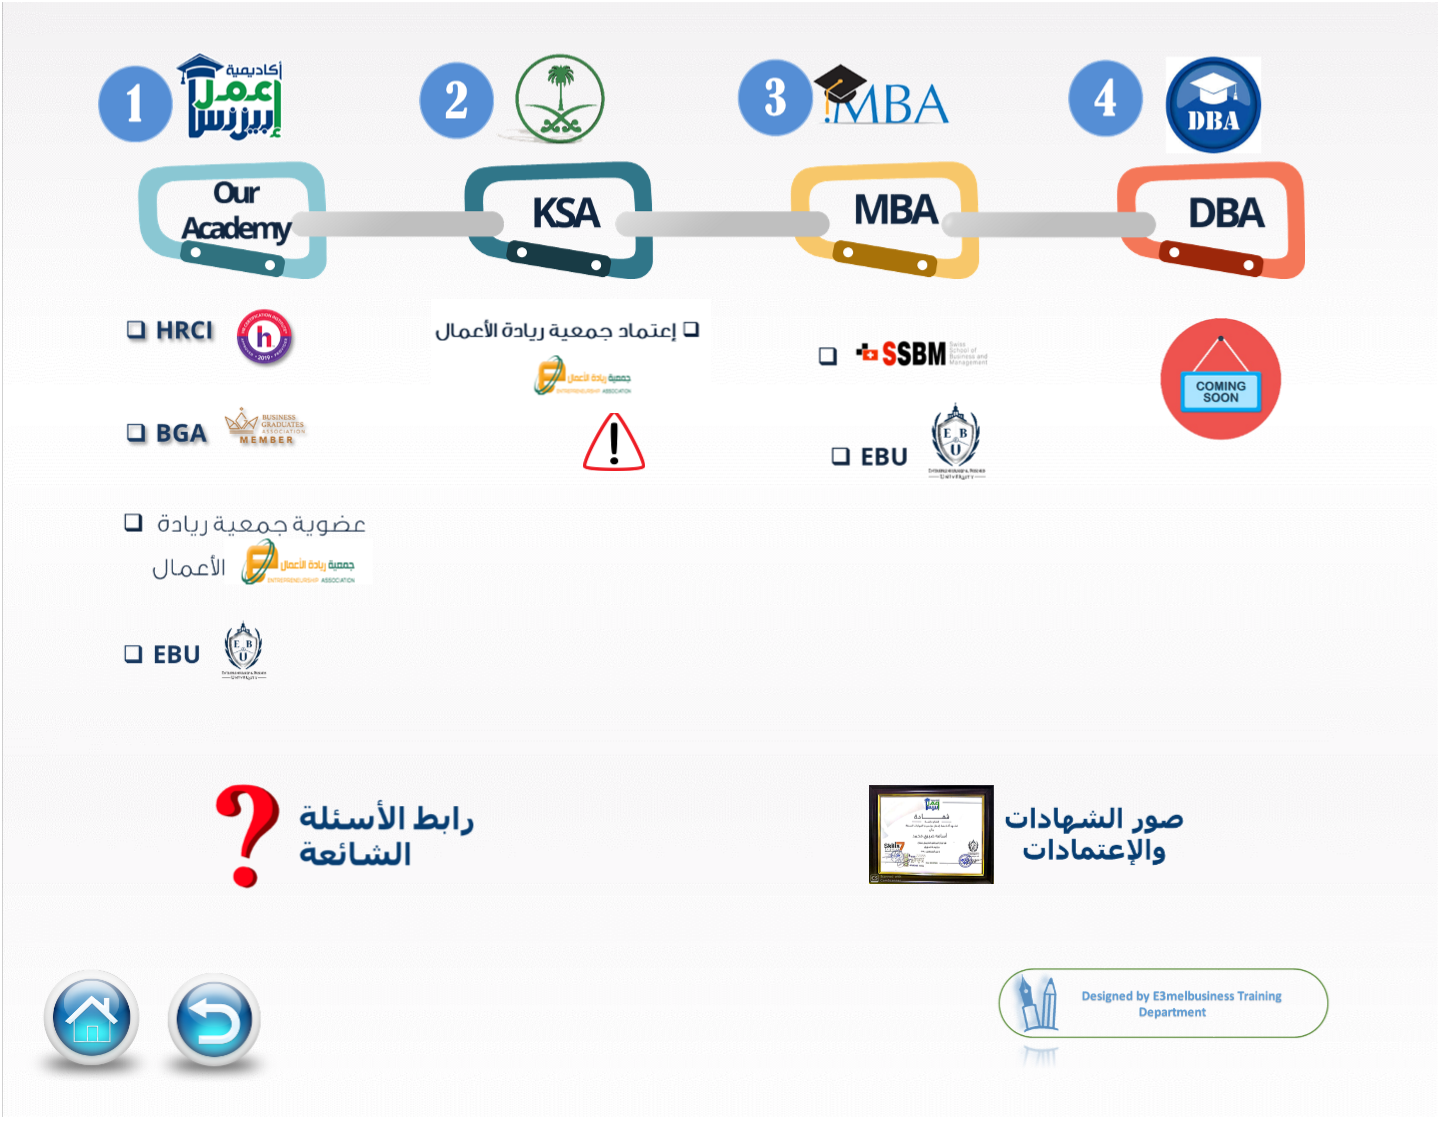 1
أكاديمية
إعمل
بيزنس
2
3
MBA
4
DBA
Our
Academy
KSA
MBA
DBA
❑ HRCI
h
2019
❑ إعتماد جمعية ريادة الأعمال
جمعية ريادة الأعمال
ENTREPRENEURSHIP ASSOCIATION
❑ SSBM
Swiss
School of
Business and
Management
COMING
SOON
❑ BGA
BUSINESS
GRADUATES
ASSOCIATION
MEMBER
❑ EBU
E B
U
❑ عضوية جمعية ريادة
الأعمال
جمعية ريادة الأعمال
ENTREPRENEURSHIP ASSOCIATION
❑ EBU
E B
U
رابط الأسئلة
الشائعة
صور الشهادات
والإعتمادات
Designed by E3melbusiness Training
Department